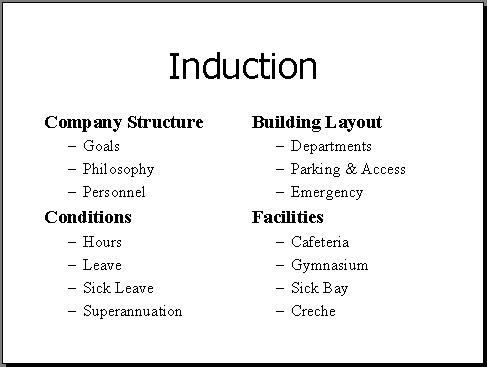 Induction
Company Structure
– Goals
– Philosophy
– Personnel
Conditions
– Hours
– Leave
– Sick Leave
– Superannuation
Building Layout
– Departments
– Parking & Access
– Emergency
Facilities
– Cafeteria
– Gymnasium
– Sick Bay
– Creche